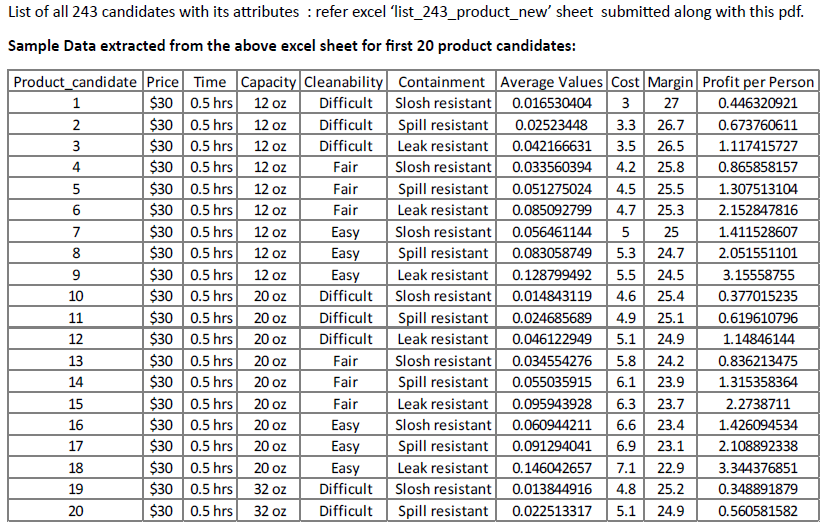 List of all 243 candidates with its attributes : refer excel ‘list_243_product_new’ sheet submitted along with this pdf.
Sample Data extracted from the above excel sheet for first 20 product candidates:
Product_candidate Price Time Capacity Cleanability Containment Average Values Cost Margin Profit per Person
1 $30 0.5 hrs 12 oz Difficult Slosh resistant 0.016530404 3 27 0.446320921
2 $30 0.5 hrs 12 oz Difficult Spill resistant 0.02523448 3.3 26.7 0.673760611
3 $30 0.5 hrs 12 oz Difficult Leak resistant 0.042166631 3.5 26.5 1.117415727
4 $30 0.5 hrs 12 oz Fair Slosh resistant 0.033560394 4.2 25.8 0.865858157
5 $30 0.5 hrs 12 oz Fair Spill resistant 0.051275024 4.5 25.5 1.307513104
6 $30 0.5 hrs 12 oz Fair Leak resistant 0.085092799 4.7 25.3 2.152847816
7 $30 0.5 hrs 12 oz Easy Slosh resistant 0.056461144 5 25 1.411528607
8 $30 0.5 hrs 12 oz Easy Spill resistant 0.083058749 5.3 24.7 2.051551101
9 $30 0.5 hrs 12 oz Easy Leak resistant 0.128799492 5.5 24.5 3.15558755
10 $30 0.5 hrs 20 oz Difficult Slosh resistant 0.014843119 4.6 25.4 0.377015235
11 $30 0.5 hrs 20 oz Difficult Spill resistant 0.024685689 4.9 25.1 0.619610796
12 $30 0.5 hrs 20 oz Difficult Leak resistant 0.046122949 5.1 24.9 1.14846144
13 $30 0.5 hrs 20 oz Fair Slosh resistant 0.034554276 5.8 24.2 0.836213475
14 $30 0.5 hrs 20 oz Fair Spill resistant 0.055035915 6.1 23.9 1.315358364
15 $30 0.5 hrs 20 oz Fair Leak resistant 0.095943928 6.3 23.7 2.2738711
16 $30 0.5 hrs 20 oz Easy Slosh resistant 0.060944211 6.6 23.4 1.426094534
17 $30 0.5 hrs 20 oz Easy Spill resistant 0.091294041 6.9 23.1 2.108892338
18 $30 0.5 hrs 20 oz Easy Leak resistant 0.146042657 7.1 22.9 3.344376851
19 $30 0.5 hrs 32 oz Difficult Slosh resistant 0.013844916 4.8 25.2 0.348891879
20 $30 0.5 hrs 32 oz Difficult Spill resistant 0.022513317 5.1 24.9 0.560581582